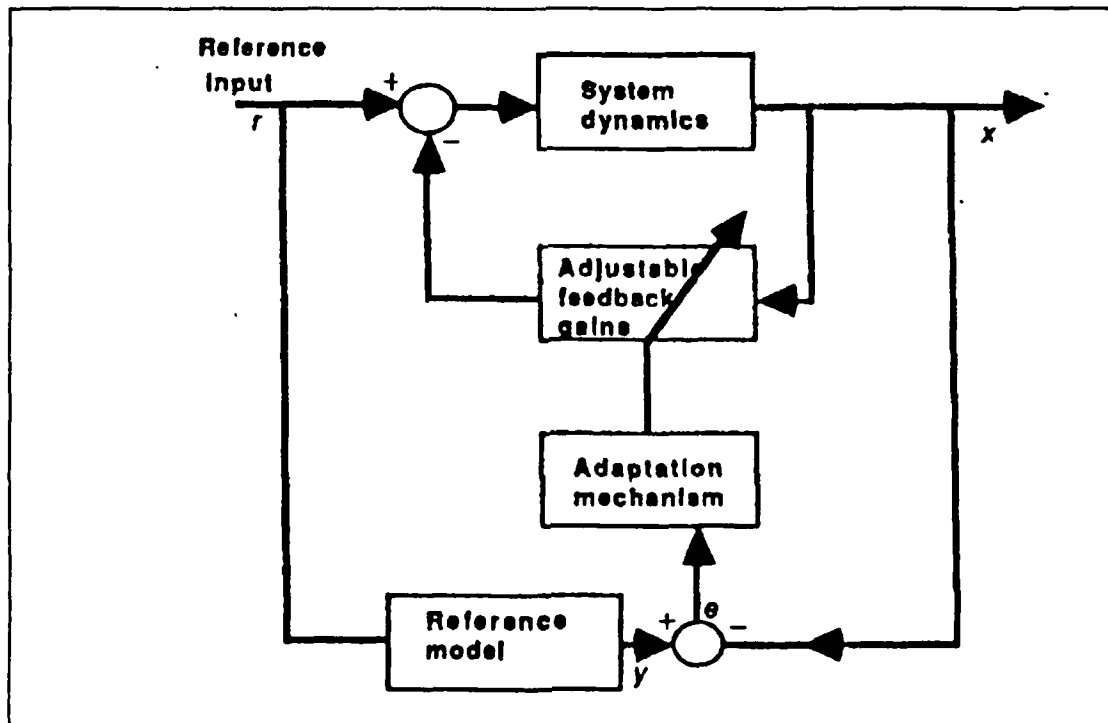 Reference
Input
r
+
-
System
dynamics
x
Adjustable
feedback
gains
Adaptation
mechanism
Reference
model
y
+
e
-